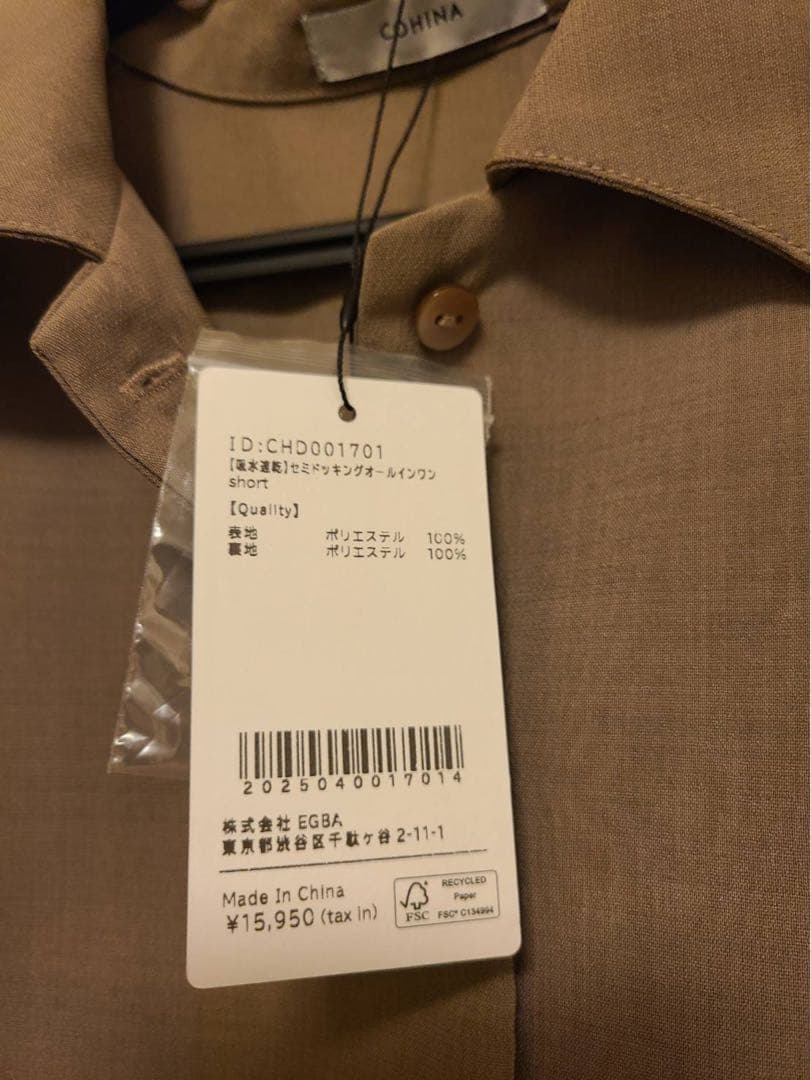 COHINA
ID:CHD001701
【吸水速乾】セミドッキングオールインワン
short
【Quality】
表地 ポリエステル 100%
裏地 ポリエステル 100%
2025040017014
株式会社 EGBA
東京都渋谷区千駄ヶ谷 2-11-1
Made In China
¥15,950 (tax in)
FSC
RECYCLED
Paper
FSC® C134994